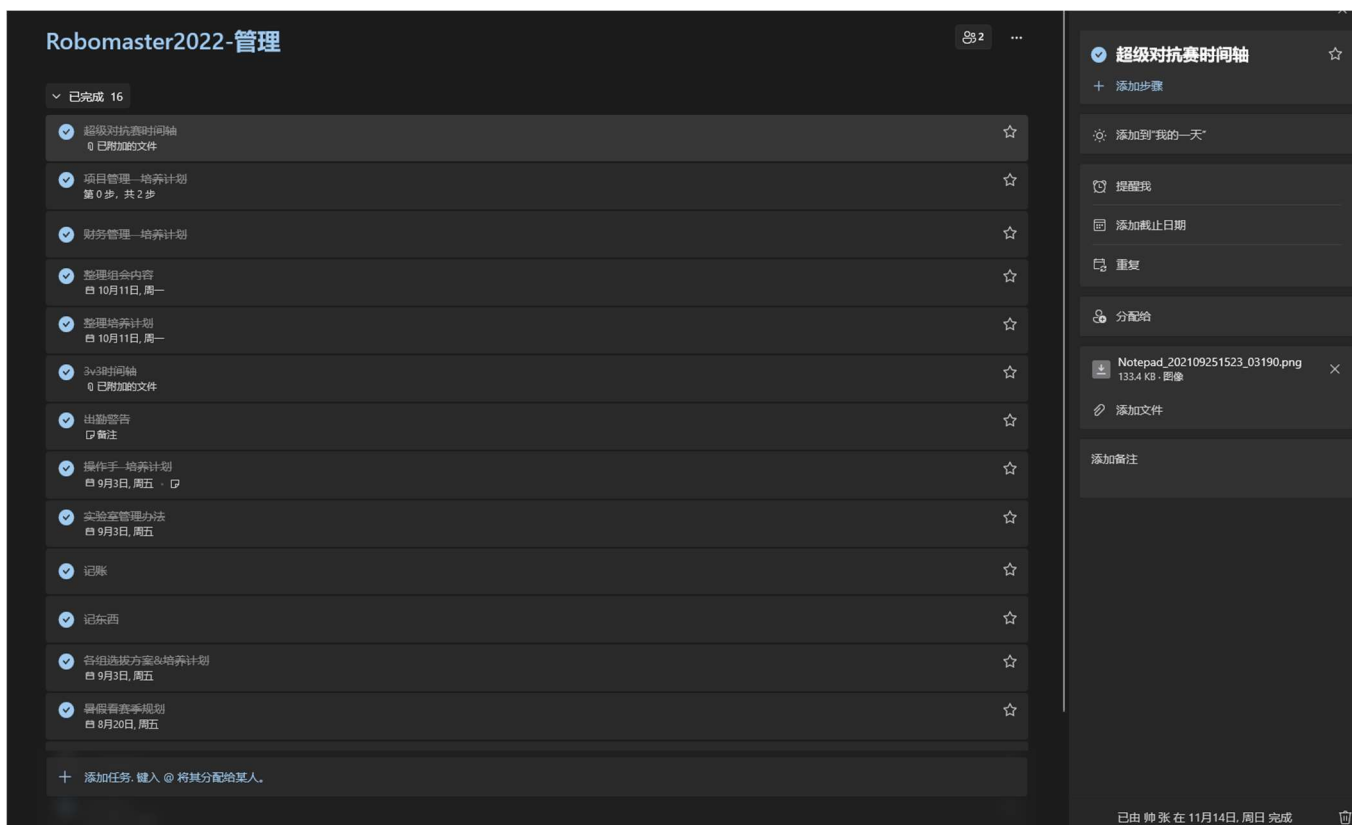 Robomaster2022-管理
2
已完成 16
超级对抗赛时间轴
已附加的文件
项目管理--培养计划
第 0 步，共 2 步
财务管理--培养计划
整理组会内容
10月11日, 周一
整理培养计划
10月11日, 周一
3v3时间轴
已附加的文件
出勤警告
备注
操作手--培养计划
9月3日, 周五
实验室管理办法
9月3日, 周五
记账
记东西
各组选拔方案&培养计划
9月3日, 周五
暑假看赛季规划
8月20日, 周五
添加任务. 键入 @ 将其分配给某人。
超级对抗赛时间轴
添加步骤
添加到"我的一天"
提醒我
添加截止日期
重复
分配给
Notepad_202109251523_03190.png
133.4 KB · 图像
添加文件
添加备注
已由 帅 张 在 11月14日, 周日 完成